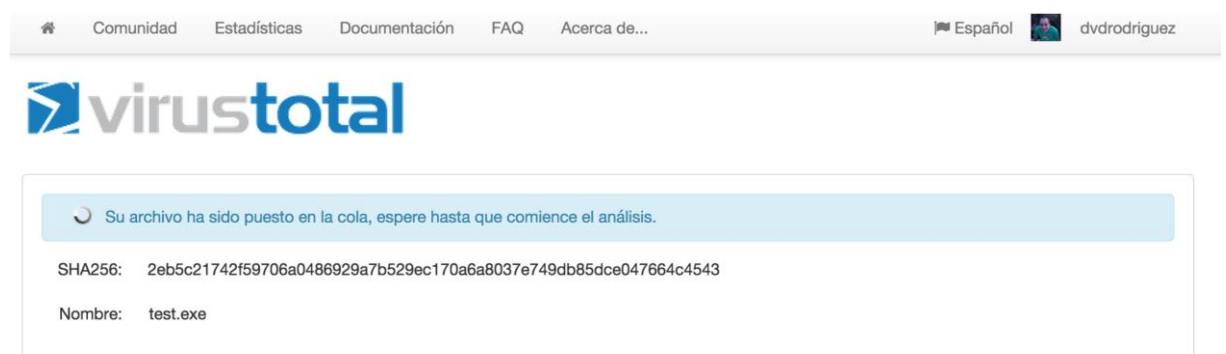 Comunidad Estadísticas Documentación FAQ Acerca de... Español dvdrodriguez
virustotal
Su archivo ha sido puesto en la cola, espere hasta que comience el análisis.
SHA256: 2eb5c21742f59706a0486929a7b529ec170a6a8037e749db85dce047664c4543
Nombre: test.exe